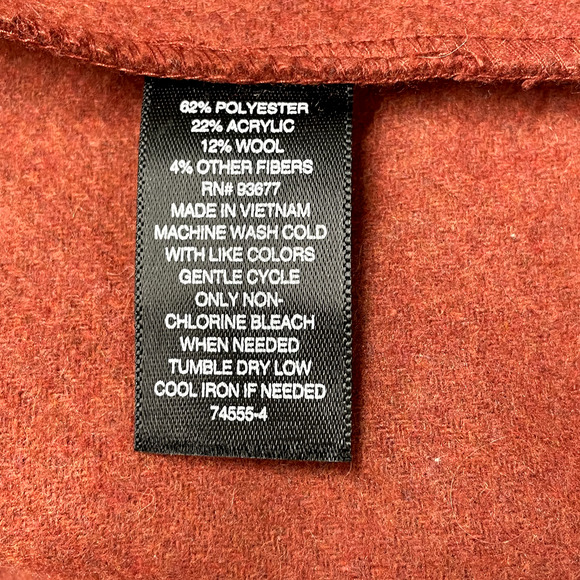 62% POLYESTER
22% ACRYLIC
12% WOOL
4% OTHER FIBERS
RN# 93677
MADE IN VIETNAM
MACHINE WASH COLD
WITH LIKE COLORS
GENTLE CYCLE
ONLY NON-
CHLORINE BLEACH
WHEN NEEDED
TUMBLE DRY LOW
COOL IRON IF NEEDED
74555-4